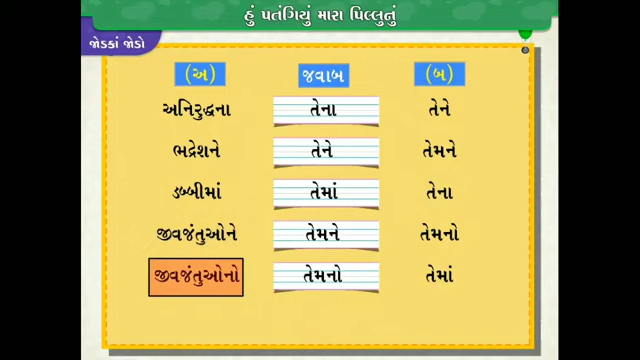 હું પતંગિયું મારા પિલ્લુનું
જોડકાં જોડો
(અ) જવાબ (બ)
અનિરુદ્ધના તેના તેને
ભદ્રેશને તેને તેમને
ડબ્બીમાં તેમાં તેના
જીવજંતુઓને તેમને તેમનો
જીવજંતુઓનો તેમનો તેમાં